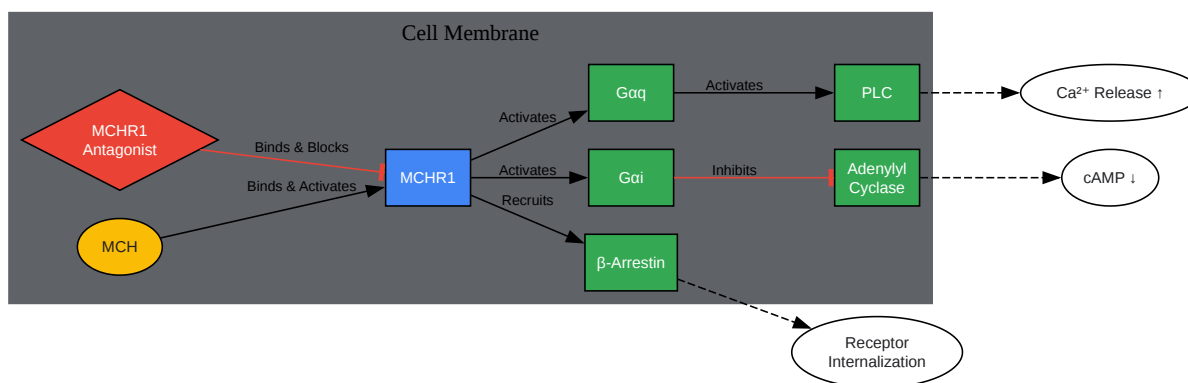 Cell Membrane
MCHR1
Antagonist
Binds & Blocks
MCH
Binds & Activates
MCHR1
Activates
Gαq
Activates
PLC
Ca²⁺ Release ↑
Activates
Gαi
Inhibits
Adenylyl
Cyclase
cAMP ↓
Recruits
β-Arrestin
Receptor
Internalization